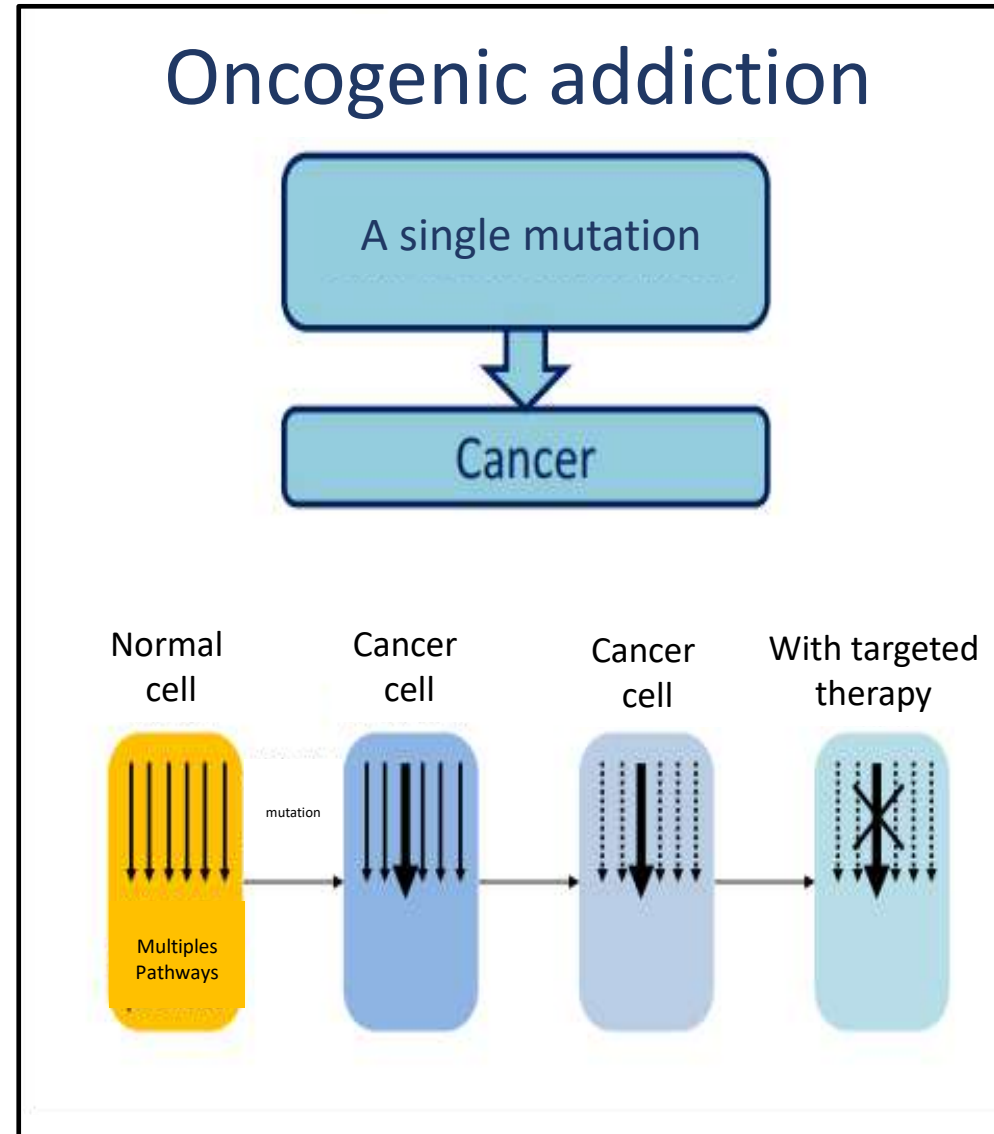 Oncogenic addiction
A single mutation
Cancer
Normal
cell
Cancer
cell
Cancer
cell
With targeted
therapy
mutation
Multiples
Pathways